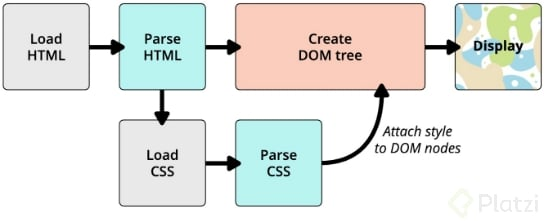 Load
HTML
Parse
HTML
Create
DOM tree
Display
Load
CSS
Parse
CSS
Attach style
to DOM nodes
Platzi